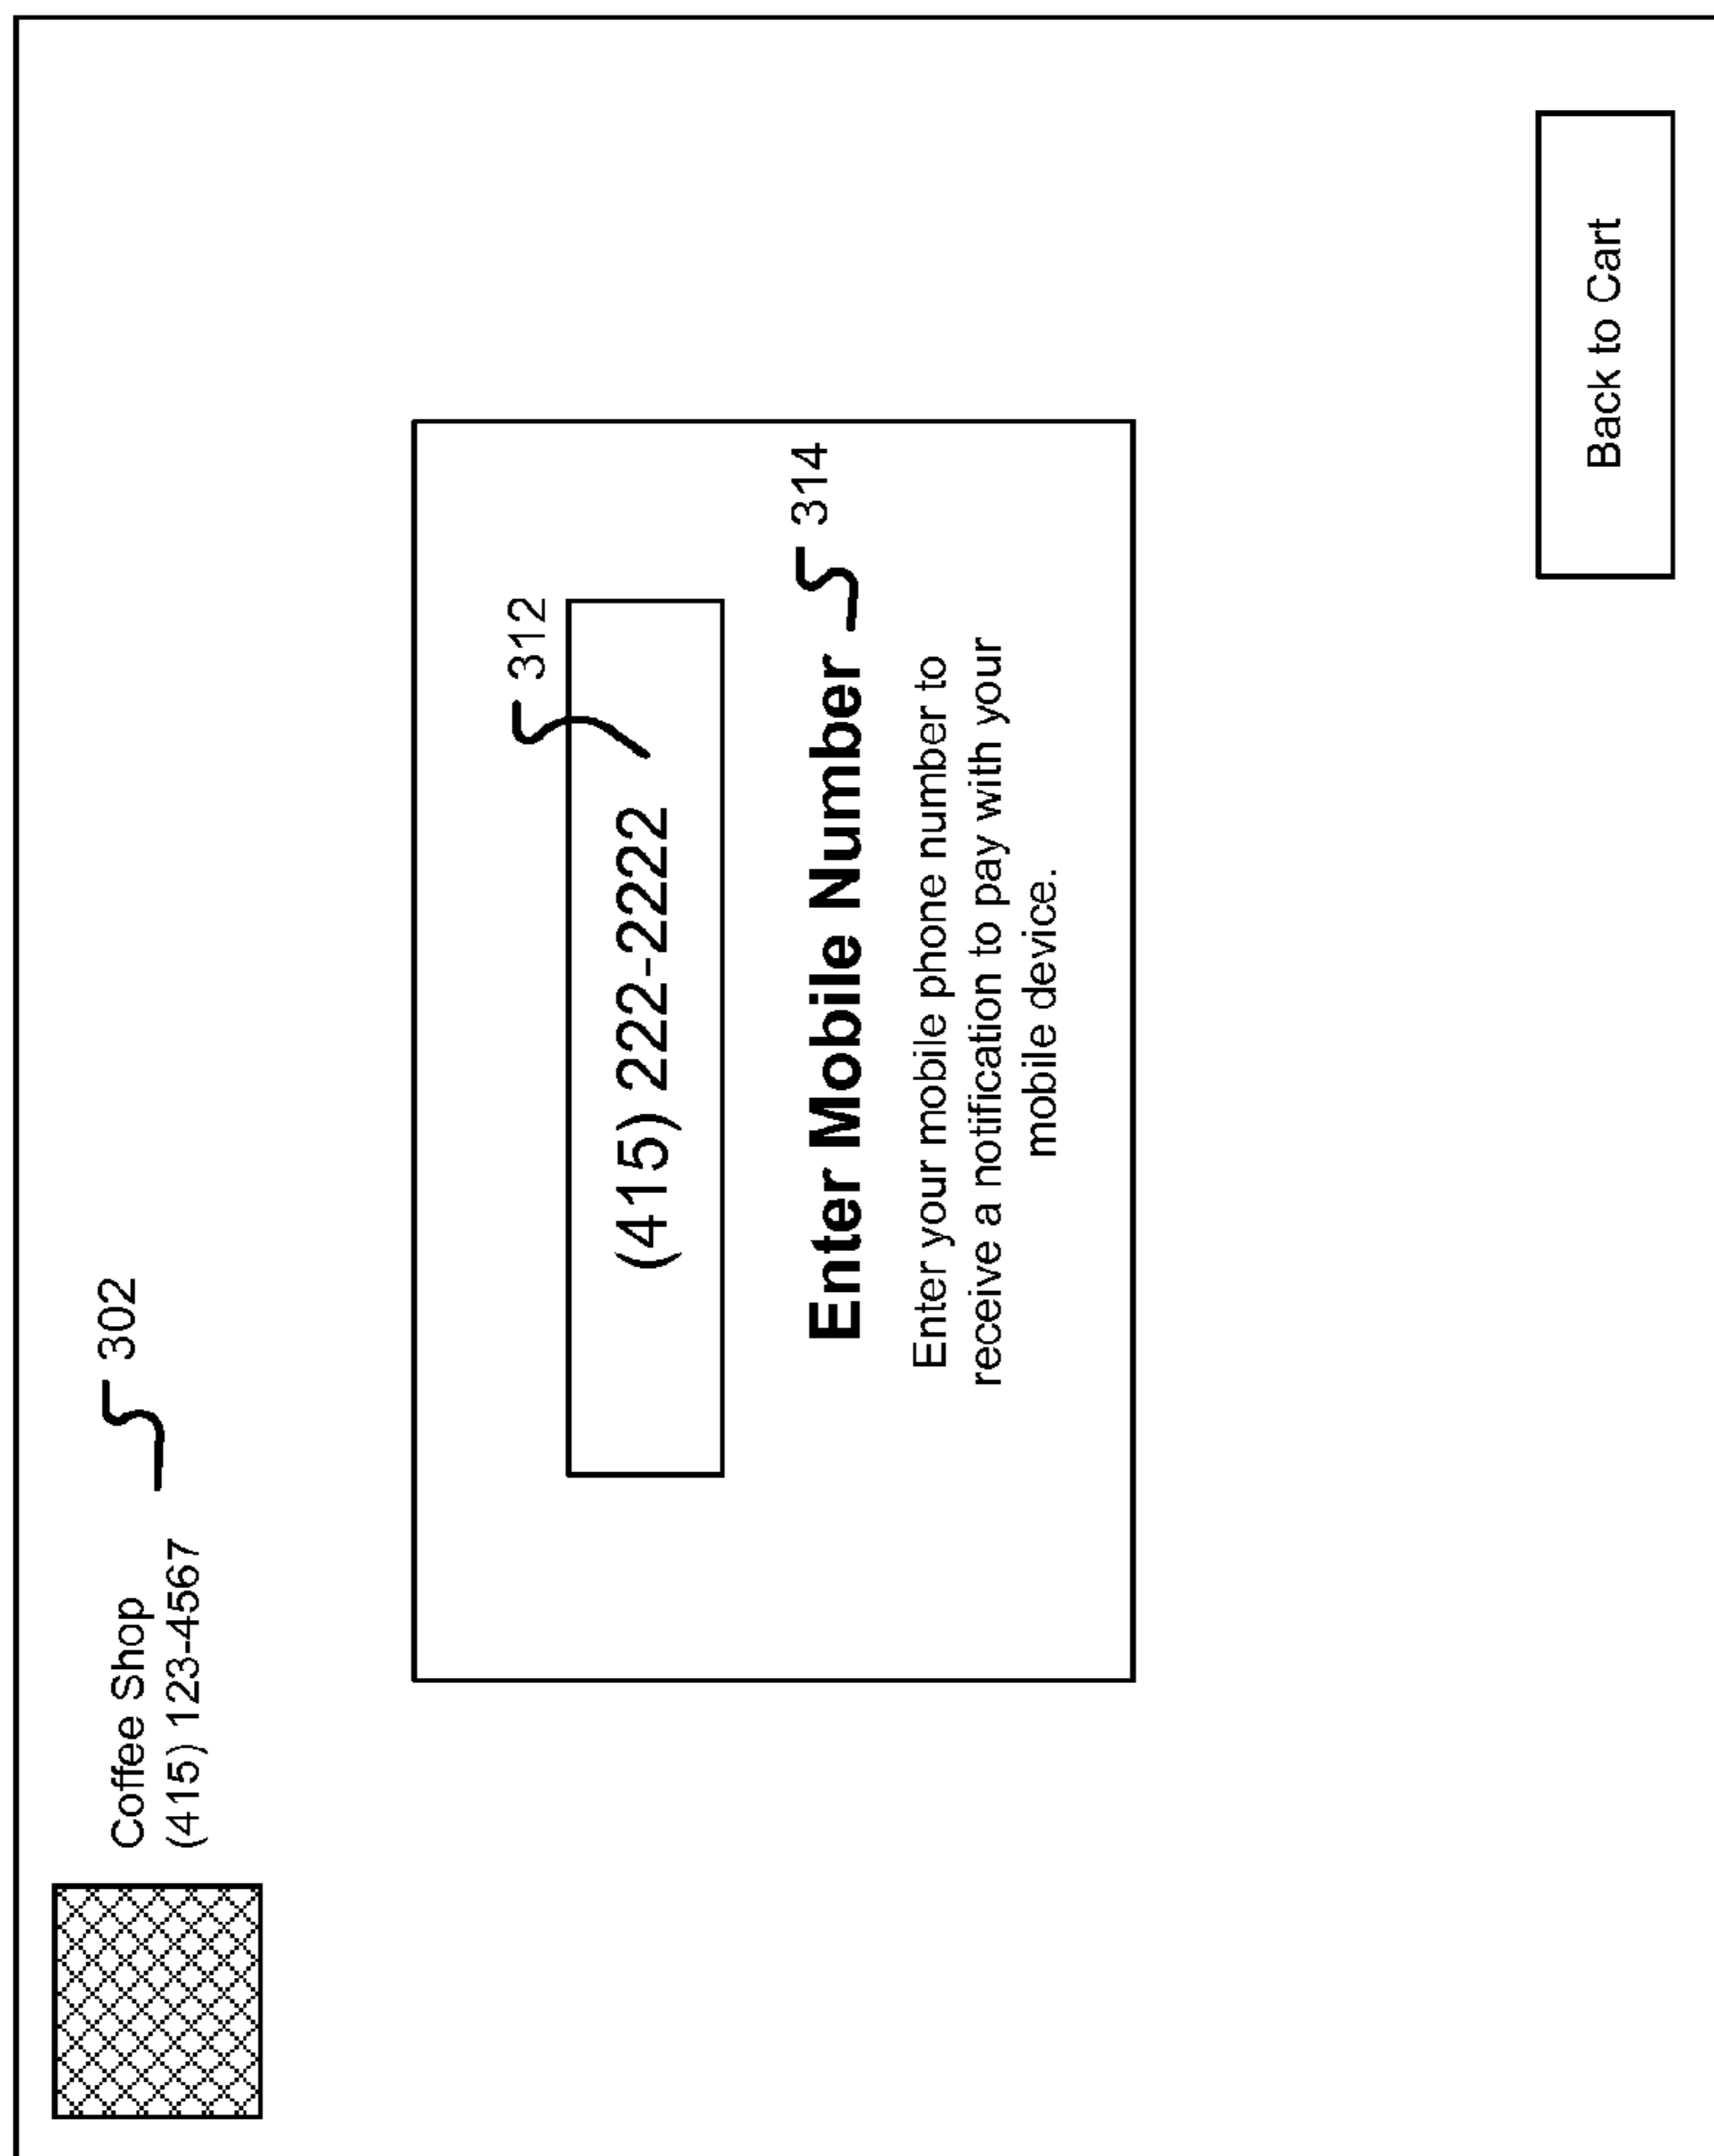 Coffee Shop
(415) 123-4567
302
312
(415) 222-2222
Enter Mobile Number
314
Enter your mobile phone number to
receive a notification to pay with your
mobile device.
Back to Cart